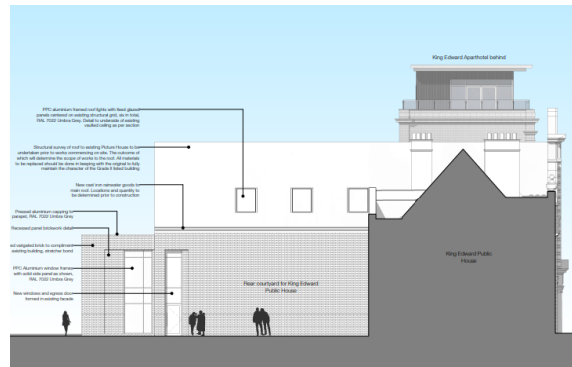 King Edward Aparthotel behind
PPC aluminium framed roof lights with fixed glazed
panels centered on existing structural grid, six in total,
RAL 7022 Umbra Grey. Detail to underside of existing
vaulted ceiling as per section
Structural survey of roof to existing Picture House to be
undertaken prior to works commencing on site. The outcome
of which will determine the scope of works to the roof. All materials
to be replaced should be done in keeping with the original to fully
maintain the character of the Grade II listed building
New cast iron rainwater goods to
main roof. Locations and quantity to
be determined prior to construction
Pressed aluminium capping to
parapet, RAL 7022 Umbra Grey
Recessed panel brickwork detail
brick to compliment
existing building, stretcher bond
PPC Aluminium window frames
with solid side panel as shown,
RAL 7022 Umbra Grey
New windows and egress door
formed in existing facade
Rear courtyard for King Edward
Public House
King Edward Public
House